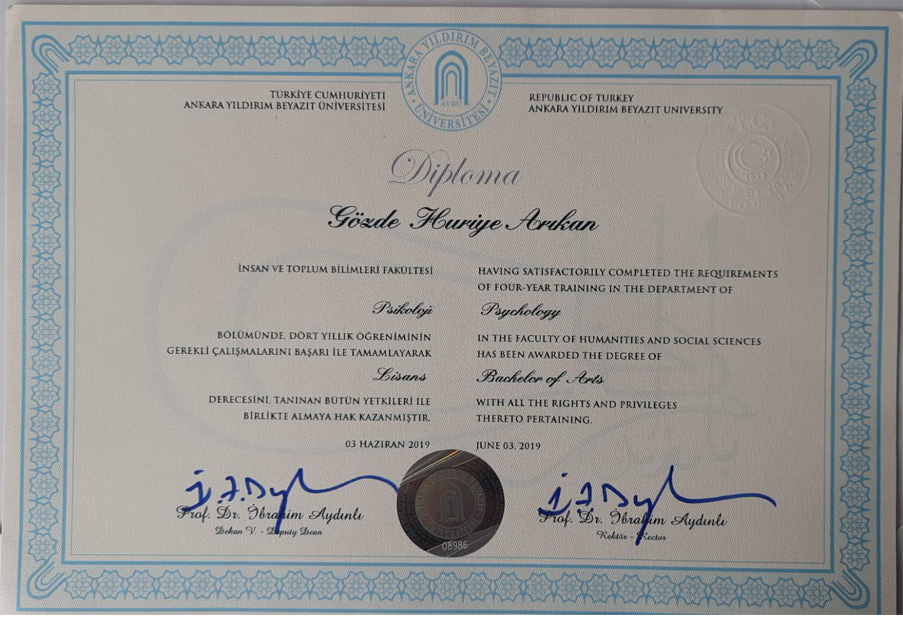 ANKARA YILDIRIM BEYAZIT
ÜNİVERSİTESİ
AYBÜ
TÜRKİYE CUMHURİYETİ
ANKARA YILDIRIM BEYAZIT ÜNİVERSİTESİ
REPUBLIC OF TURKEY
ANKARA YILDIRIM BEYAZIT UNIVERSITY
Diploma
Gözde Huriye Arıkan
İNSAN VE TOPLUM BİLİMLERİ FAKÜLTESİ
Psikoloji
BÖLÜMÜNDE, DÖRT YILLIK ÖĞRENİMİNİN
GEREKLİ ÇALIŞMALARINI BAŞARI İLE TAMAMLAYARAK
Lisans
DERECESİNİ, TANINAN BÜTÜN YETKİLERİ İLE
BİRLİKTE ALMAYA HAK KAZANMIŞTIR.
03 HAZIRAN 2019
HAVING SATISFACTORILY COMPLETED THE REQUIREMENTS
OF FOUR-YEAR TRAINING IN THE DEPARTMENT OF
Psychology
IN THE FACULTY OF HUMANITIES AND SOCIAL SCIENCES
HAS BEEN AWARDED THE DEGREE OF
Bachelor of Arts
WITH ALL THE RIGHTS AND PRIVILEGES
THERETO PERTAINING.
JUNE 03, 2019
Prof. Dr. İbrahim Aydınlı
Dekan V. - Deputy Dean
08986
Prof. Dr. İbrahim Aydınlı
Rektör - Rector